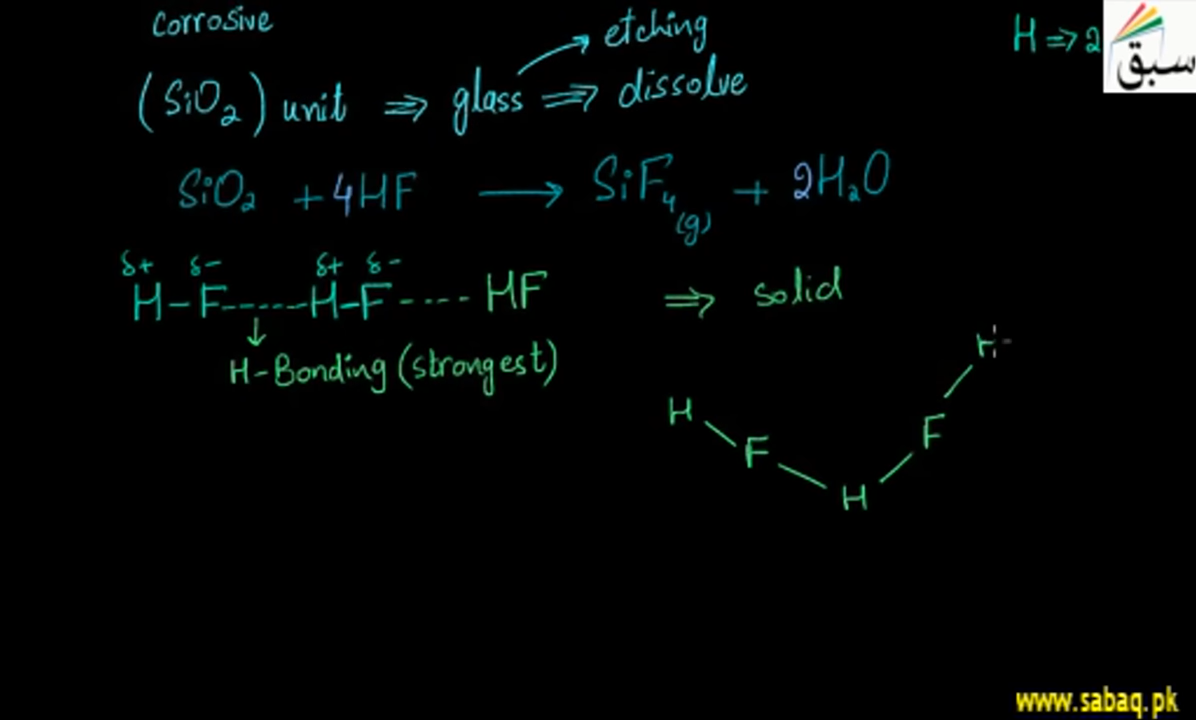 corrosive
etching
H ⇒ 2
سبق
(SiO₂) unit ⇒ glass ⇒ dissolve
SiO₂ + 4HF ⟶ SiF₄(g) + 2H₂O
δ+ δ- δ+ δ-
H-F-----H-F----HF ⇒ solid
↓
H-Bonding (strongest)
H
H
F
F
H
www.sabaq.pk